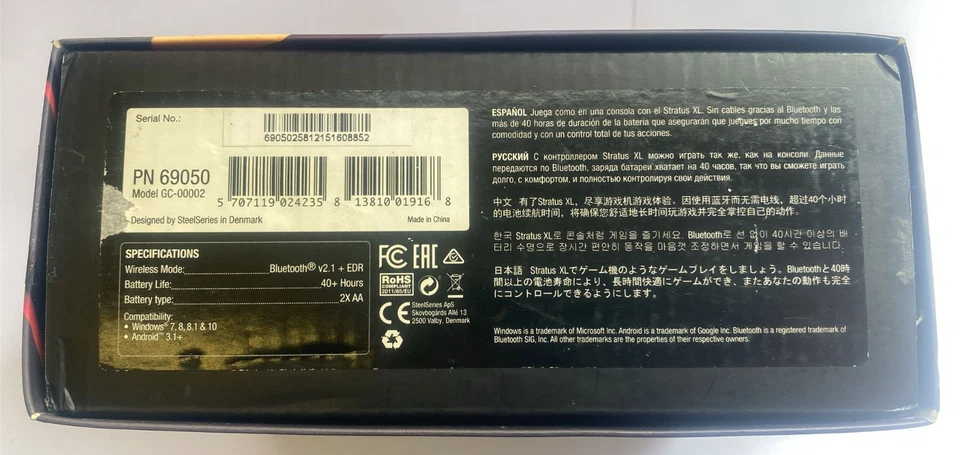 Serial No.:
6905025812151608852
PN 69050
Model GC-00002
5 707119 024235
8 13810 01916 8
Designed by SteelSeries in Denmark
Made in China
SPECIFICATIONS
Wireless Mode: Bluetooth® v2.1 + EDR
Battery Life: 40+ Hours
Battery type: 2X AA
Compatibility:
• Windows® 7, 8, 8.1 & 10
• Android™ 3.1+
FC EAC
RoHS
COMPLIANT
2011/65/EU
CE
SteelSeries ApS
Skovbogårds Allé 13
2500 Valby, Denmark
ESPAÑOL Juega como en una consola con el Stratus XL. Sin cables gracias al Bluetooth y las
más de 40 horas de duración de la batería que asegurarán que juegues por mucho tiempo con
comodidad y con un control total de tus acciones.
РУССКИЙ С контроллером Stratus XL можно играть так же, как на консоли. Данные
передаются по Bluetooth, заряда батареи хватает на 40 часов, так что вы сможете играть
долго, с комфортом, и полностью контролируя свои действия.
中文 有了Stratus XL，尽享游戏机游戏体验。因使用蓝牙而无需电线，超过40个小时
的电池续航时间，将确保您舒适地长时间玩游戏并完全掌控自己的动作。
한국 Stratus XL로 콘솔처럼 게임을 즐기세요. Bluetooth로 선 없이 40시간 이상의 배
터리 수명으로 장시간 편안히 동작을 마음껏 조정하면서 게임을 할 수 있습니다.
日本語 Stratus XLでゲーム機のようなゲームプレイをしましょう。Bluetoothと40時
間以上の電池寿命により、長時間快適にゲームができ、またあなたの動作も完全
にコントロールできるようにします。
Windows is a trademark of Microsoft Inc. Android is a trademark of Google Inc. Bluetooth is a registered trademark of
Bluetooth SIG, Inc. All other trademarks are the properties of their respective owners.